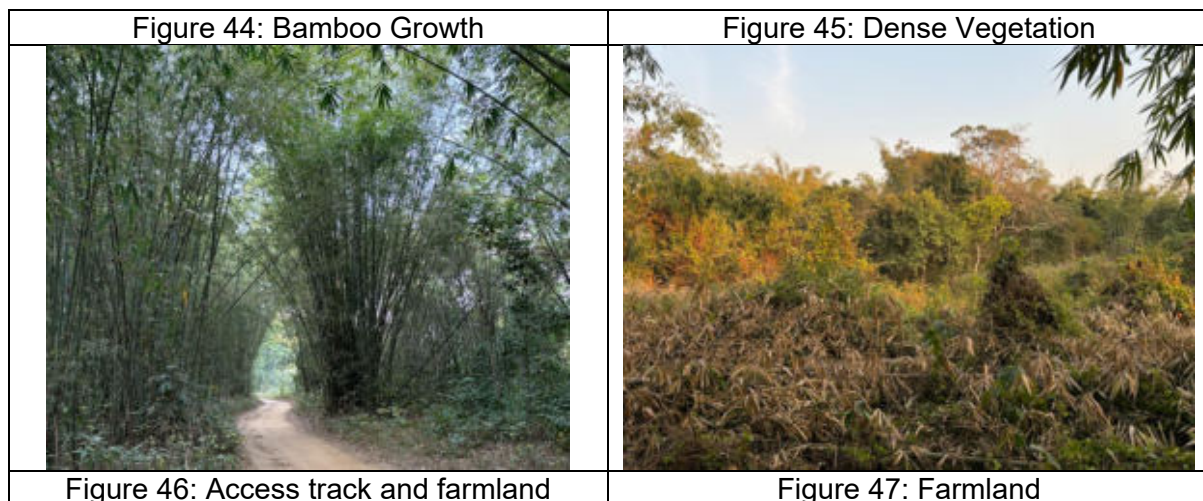 Figure 44: Bamboo Growth
Figure 45: Dense Vegetation
Figure 46: Access track and farmland
Figure 47: Farmland